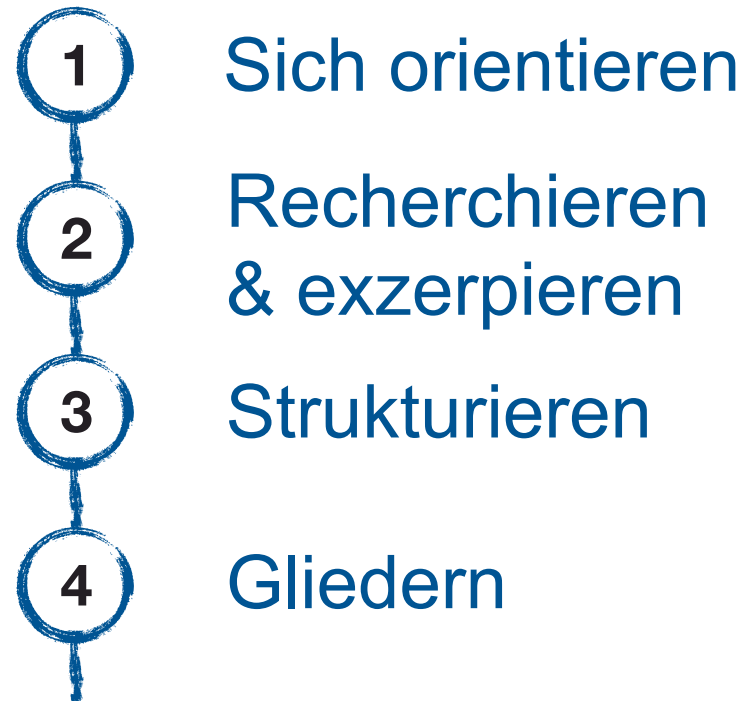 1 Sich orientieren
2 Recherchieren
& exzerpieren
3 Strukturieren
4 Gliedern